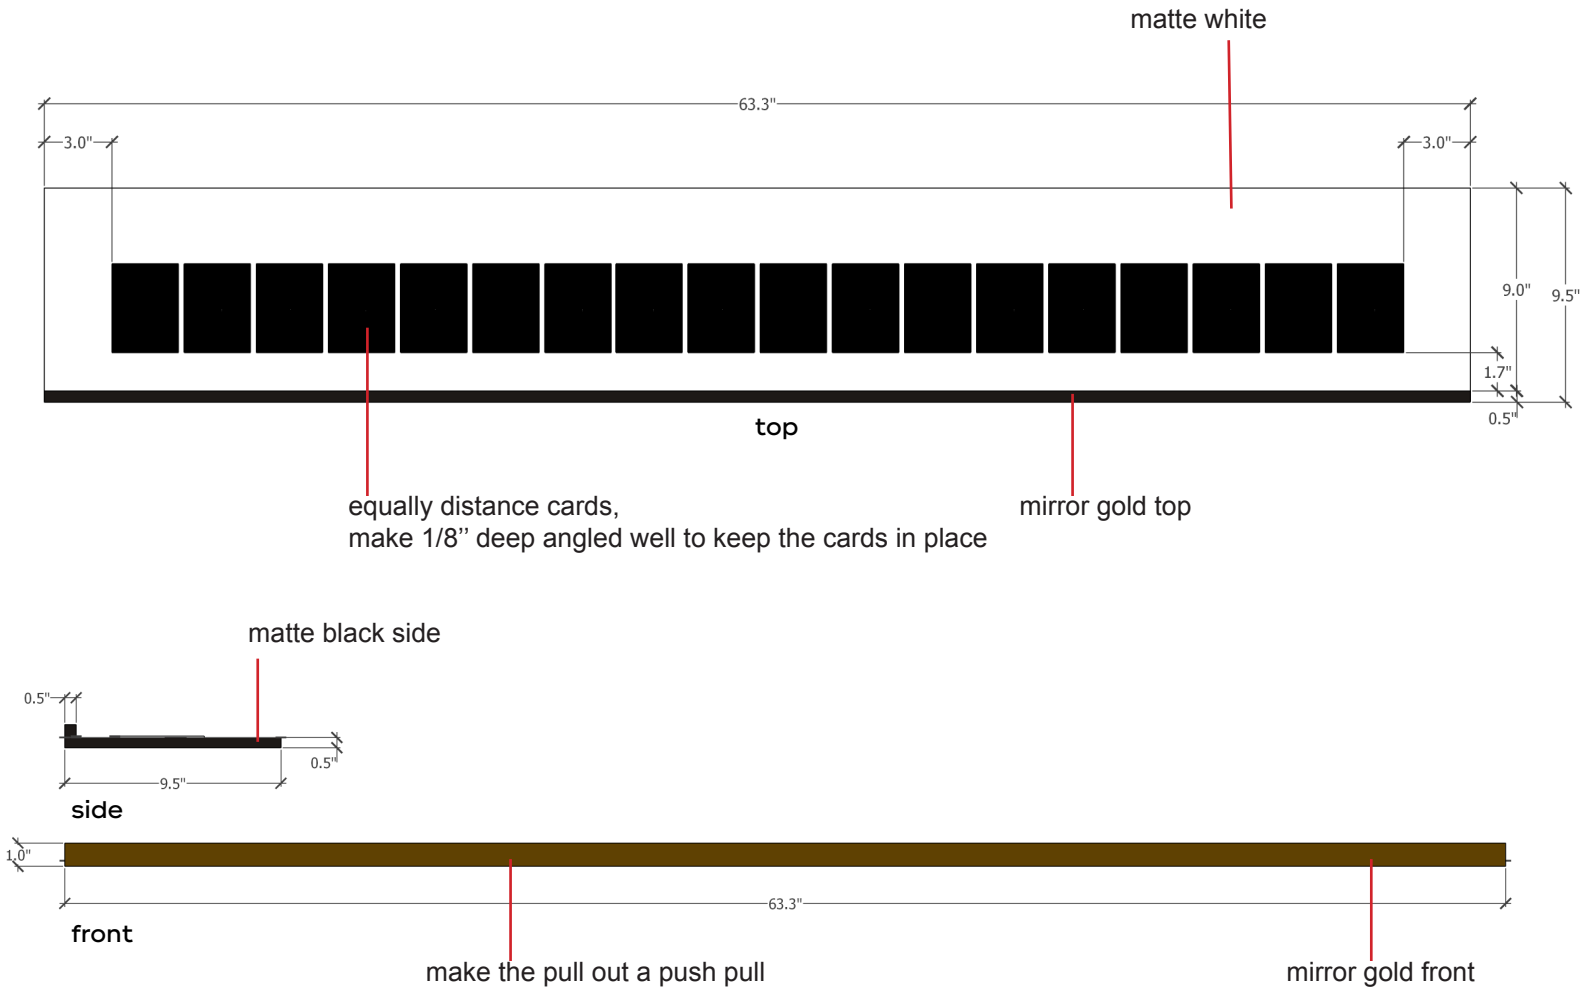 matte white
63.3"
3.0"
3.0"
9.0"
9.5"
1.7"
0.5"
top
equally distance cards,
make 1/8’’ deep angled well to keep the cards in place
mirror gold top
matte black side
0.5"
0.5"
9.5"
side
1.0"
63.3"
front
make the pull out a push pull
mirror gold front